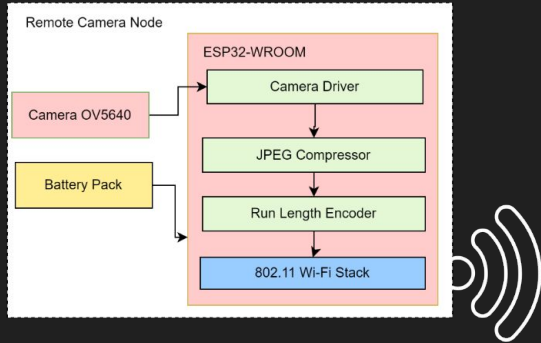 Remote Camera Node
ESP32-WROOM
Camera Driver
Camera OV5640
JPEG Compressor
Battery Pack
Run Length Encoder
802.11 Wi-Fi Stack